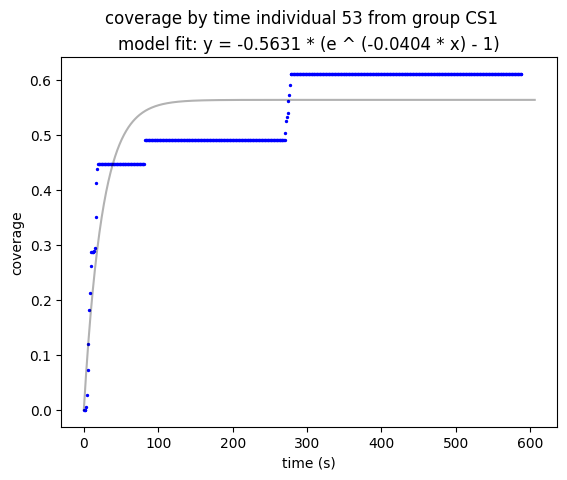 coverage by time individual 53 from group CS1
model fit: y = -0.5631 * (e ^ (-0.0404 * x) - 1)
0.6
0.5
0.4
0.3
0.2
0.1
0.0
coverage
0 100 200 300 400 500 600
time (s)